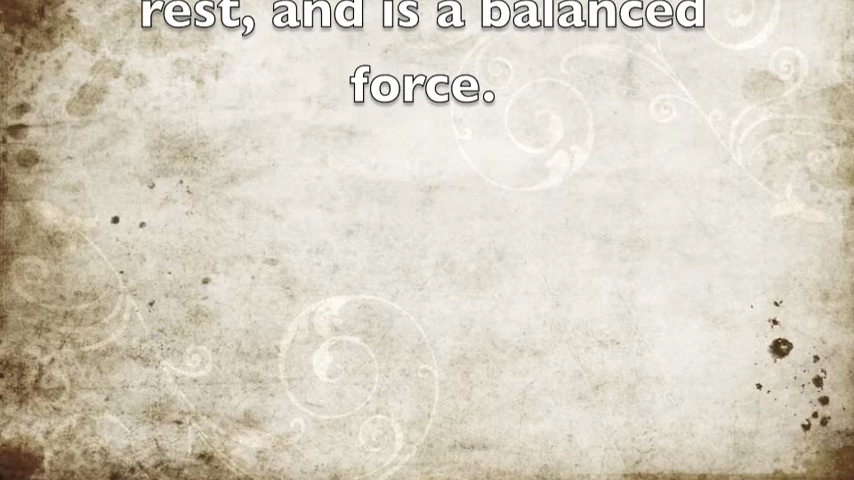 rest, and is a balanced
force.